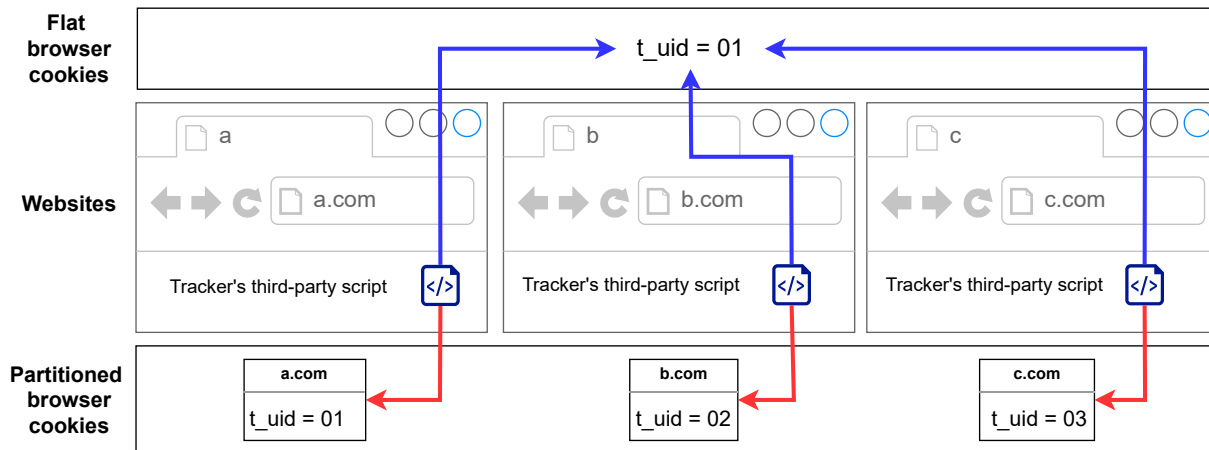 Flat
browser
cookies
t_uid = 01
a
b
c
Websites
a.com
b.com
c.com
Tracker's third-party script
</>
Tracker's third-party script
</>
Tracker's third-party script
</>
Partitioned
browser
cookies
a.com
t_uid = 01
b.com
t_uid = 02
c.com
t_uid = 03